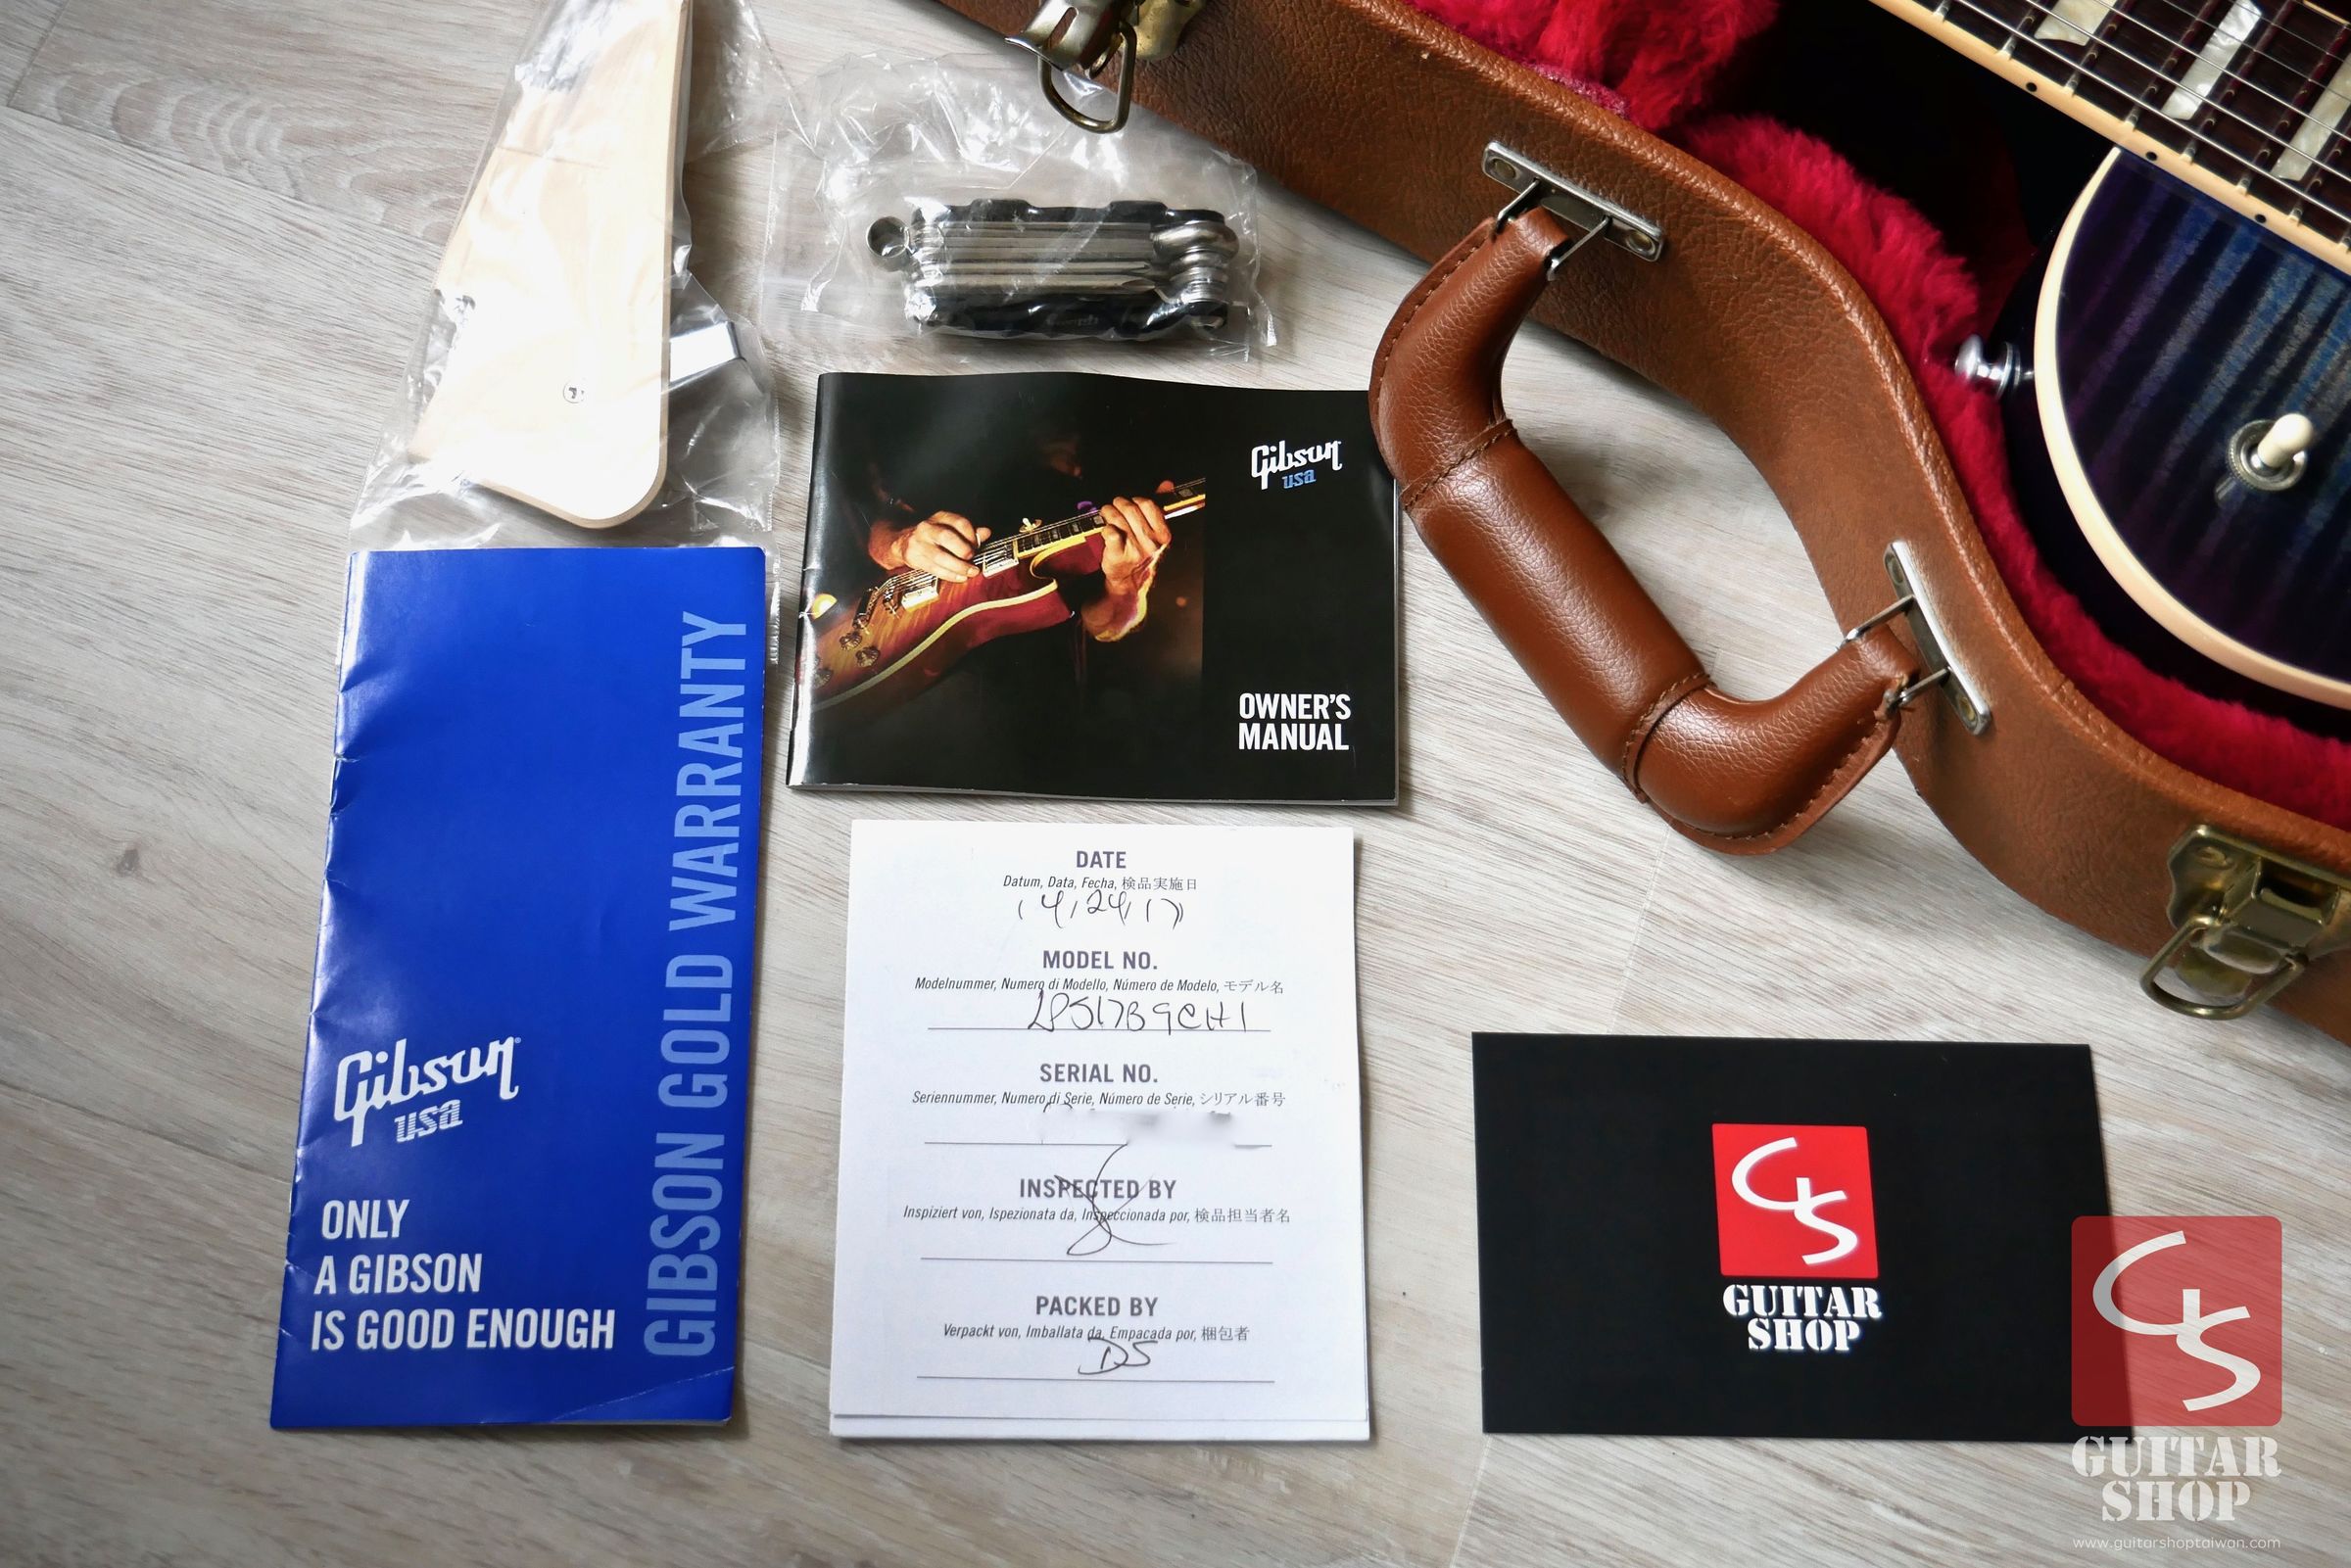 Gibson
usa
OWNER'S
MANUAL
GIBSON GOLD WARRANTY
Gibson
usa
ONLY
A GIBSON
IS GOOD ENOUGH
DATE
Datum, Data, Fecha, 検品実施日
4/24/17
MODEL NO.
Modelnummer, Numero di Modello, Número de Modelo, モデル名
LPS17B9CH1
SERIAL NO.
Seriennummer, Numero di Serie, Número de Serie, シリアル番号
INSPECTED BY
Inspiziert von, Ispezionata da, Inspeccionada por, 検品担当者名
PACKED BY
Verpackt von, Imballata da, Empacada por, 梱包者
DS
GS
GUITAR
SHOP
GS
GUITAR
SHOP
www.guitarshoptaiwan.com